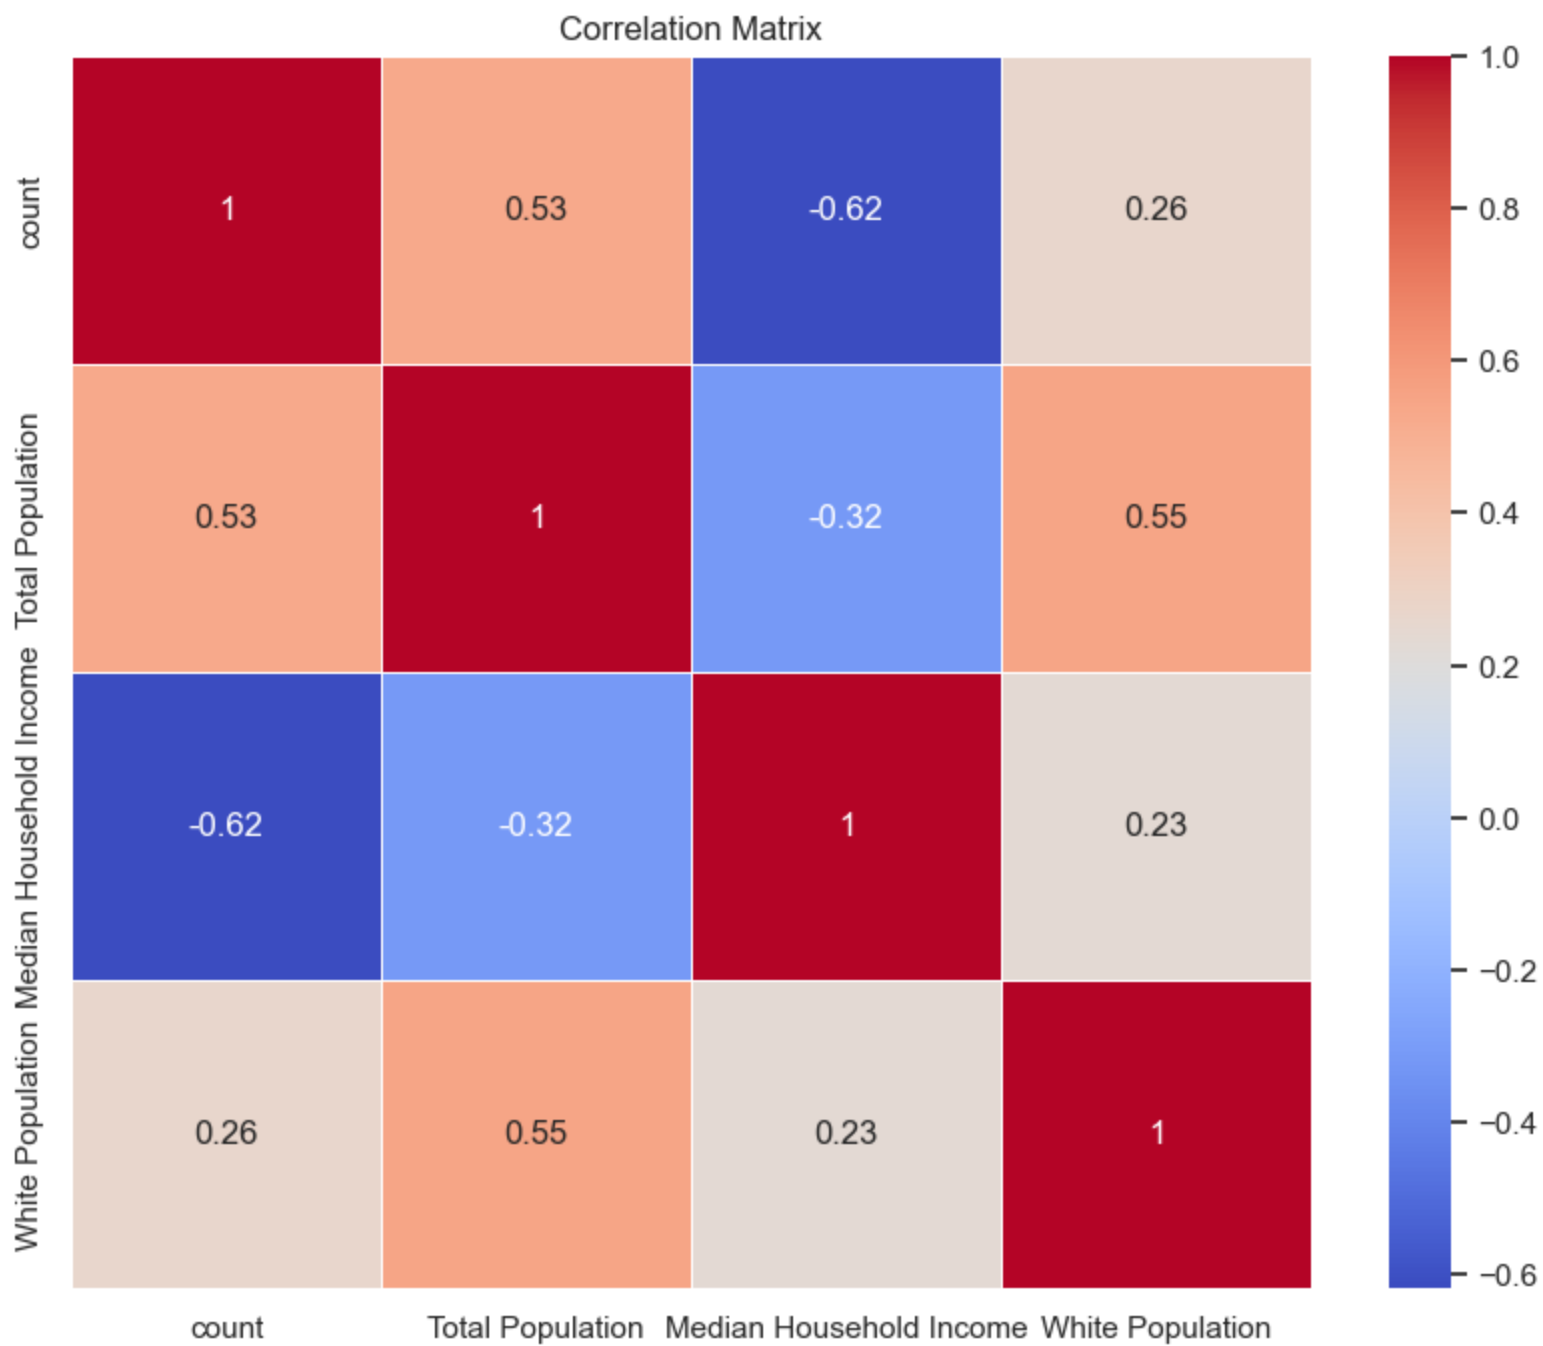 Correlation Matrix
count
1
0.53
-0.62
0.26
Total Population
0.53
1
-0.32
0.55
Median Household Income
-0.62
-0.32
1
0.23
White Population
0.26
0.55
0.23
1
count
Total Population
Median Household Income
White Population
1.0
0.8
0.6
0.4
0.2
0.0
−0.2
−0.4
−0.6